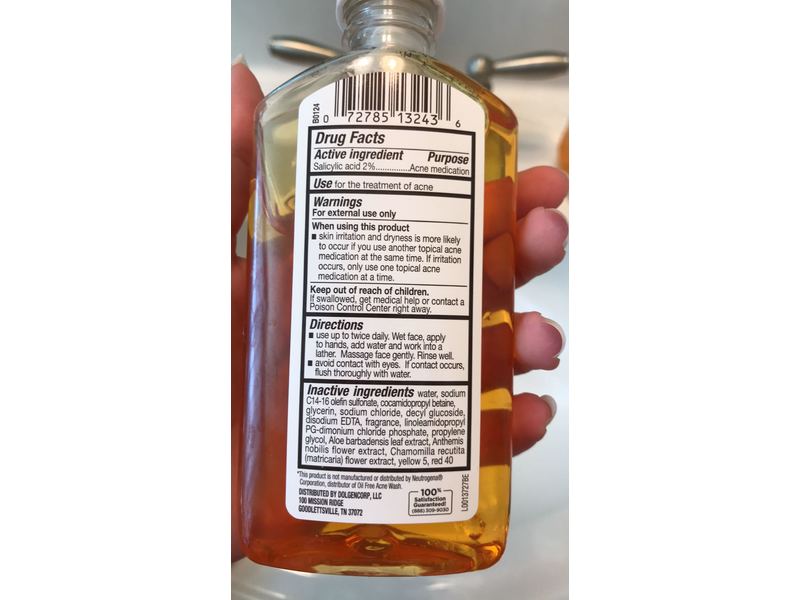 B0124
0 72785 13243 6
Drug Facts
Active ingredient Purpose
Salicylic acid 2%..............Acne medication
Use for the treatment of acne
Warnings
For external use only
When using this product
■ skin irritation and dryness is more likely
to occur if you use another topical acne
medication at the same time. If irritation
occurs, only use one topical acne
medication at a time.
Keep out of reach of children.
If swallowed, get medical help or contact a
Poison Control Center right away.
Directions
■ use up to twice daily. Wet face, apply
to hands, add water and work into a
lather. Massage face gently. Rinse well.
■ avoid contact with eyes. If contact occurs,
flush thoroughly with water.
Inactive ingredients water, sodium
C14-16 olefin sulfonate, cocamidopropyl betaine,
glycerin, sodium chloride, decyl glucoside,
disodium EDTA, fragrance, linoleamidopropyl
PG-dimonium chloride phosphate, propylene
glycol, Aloe barbadensis leaf extract, Anthemis
nobilis flower extract, Chamomilla recutita
(matricaria) flower extract, yellow 5, red 40
*This product is not manufactured or distributed by Neutrogena®
Corporation, distributor of Oil Free Acne Wash.
DISTRIBUTED BY DOLGENCORP, LLC
100 MISSION RIDGE
GOODLETTSVILLE, TN 37072
100%
Satisfaction
Guaranteed!
(888) 309-9030
L0013727BE